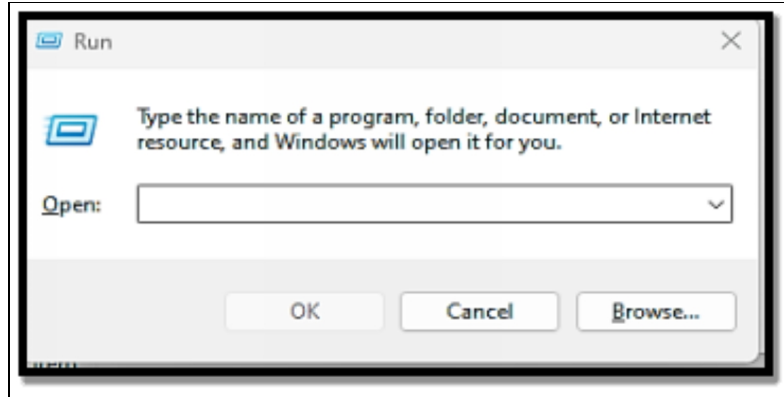 Run
Type the name of a program, folder, document, or Internet
resource, and Windows will open it for you.
Open:
OK
Cancel
Browse...